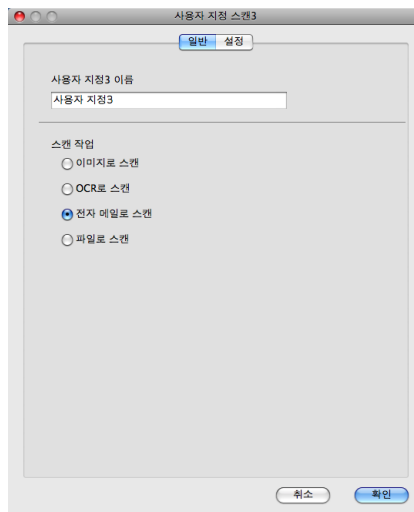 사용자 지정 스캔3
일반 설정
사용자 지정3 이름
사용자 지정3
스캔 작업
이미지로 스캔
OCR로 스캔
전자 메일로 스캔
파일로 스캔
취소 확인